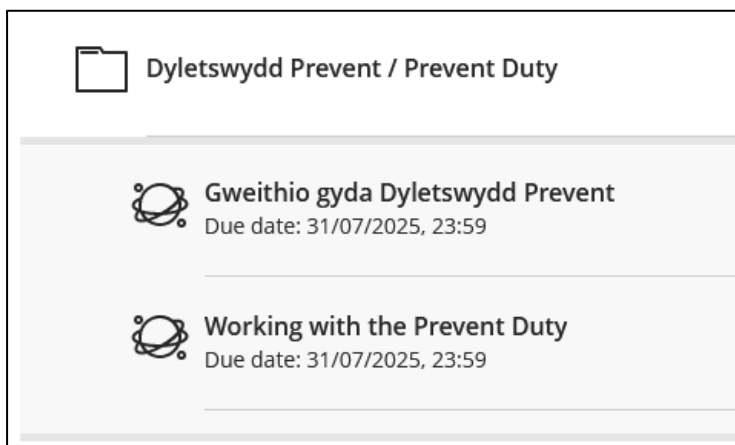 Dyletswydd Prevent / Prevent Duty
Gweithio gyda Dyletswydd Prevent
Due date: 31/07/2025, 23:59
Working with the Prevent Duty
Due date: 31/07/2025, 23:59